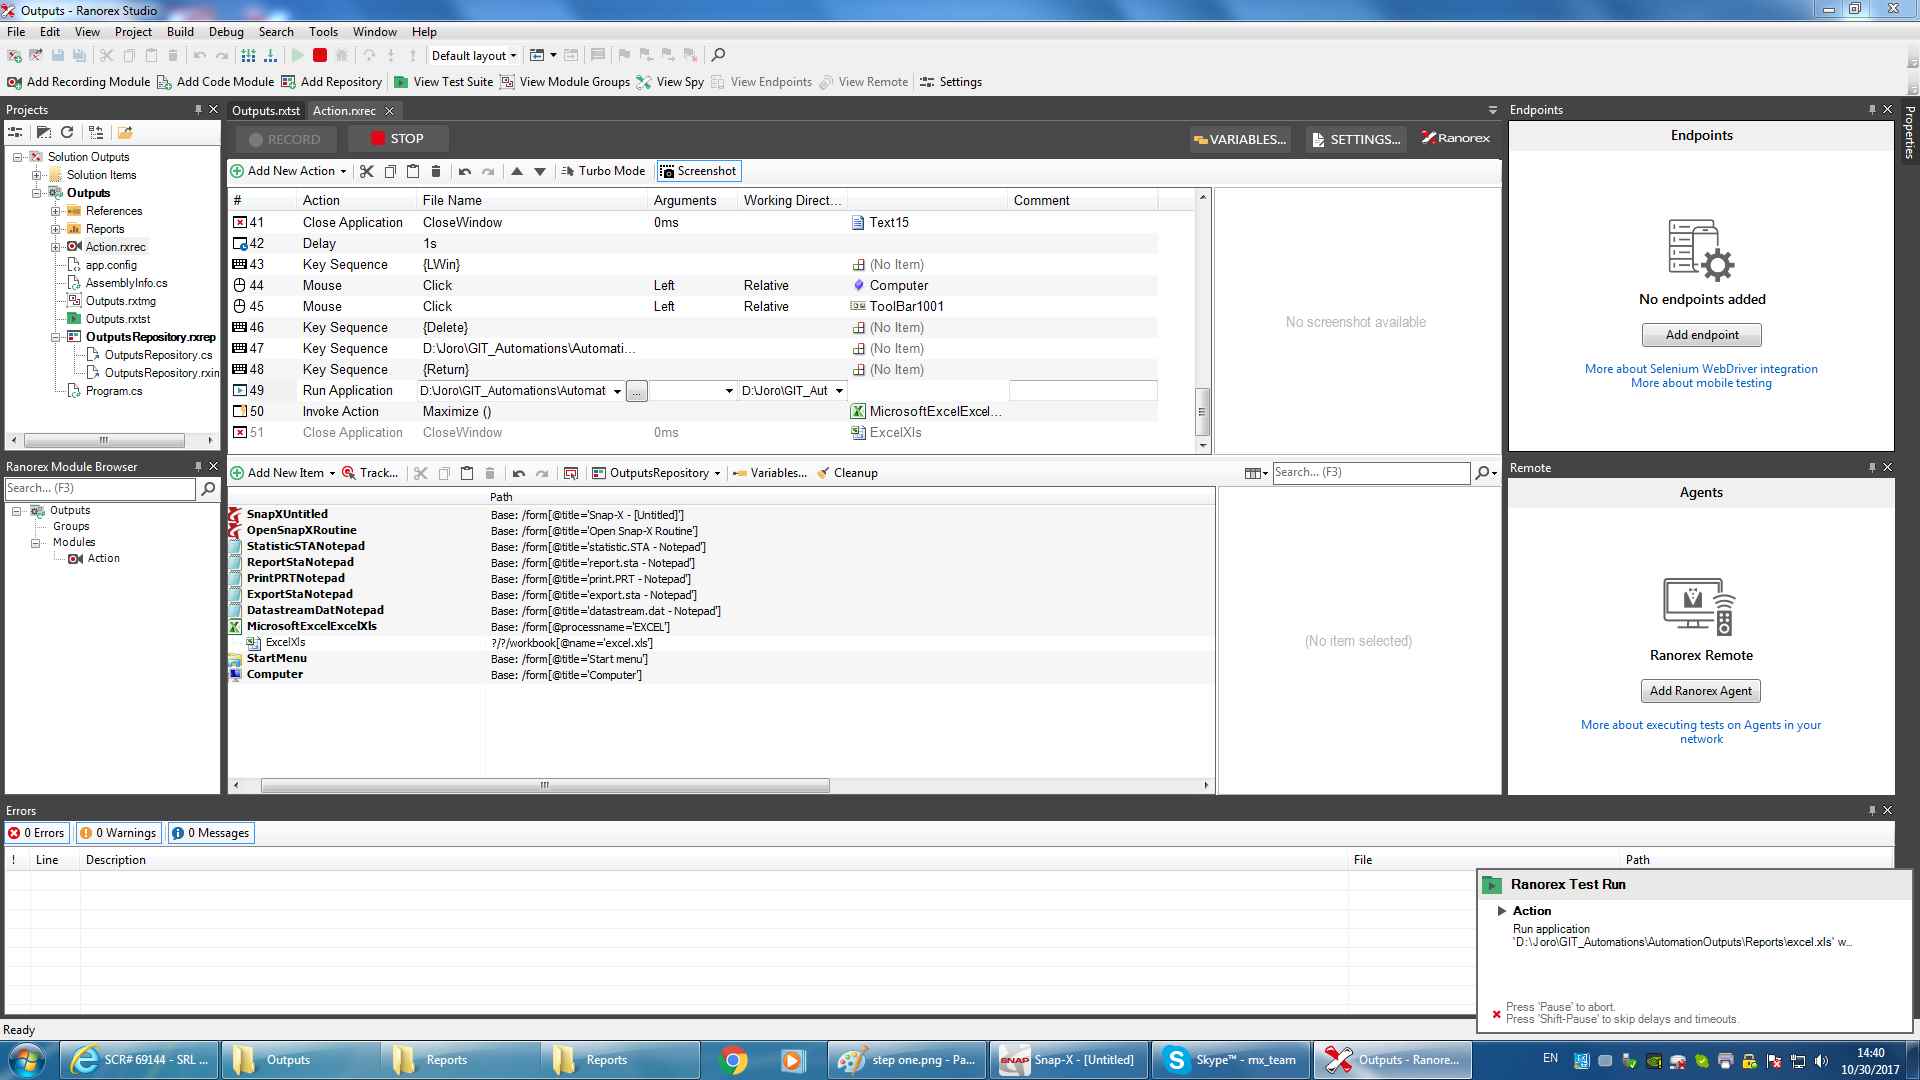 Outputs - Ranorex Studio
File Edit View Project Build Debug Search Tools Window Help
Default layout
Add Recording Module Add Code Module Add Repository View Test Suite View Module Groups View Spy View Endpoints View Remote Settings
Projects
Solution Outputs
Solution Items
Outputs
References
Reports
Action.rxrec
app.config
AssemblyInfo.cs
Outputs.rxtmg
Outputs.rxtst
OutputsRepository.rxrep
OutputsRepository.cs
OutputsRepository.rxin
Program.cs
Ranorex Module Browser
Search... (F3)
Outputs
Groups
Modules
Action
Outputs.rxtst Action.rxrec
RECORD STOP VARIABLES... SETTINGS... Ranorex
Add New Action Turbo Mode Screenshot
# Action File Name Arguments Working Direct... Comment
41 Close Application CloseWindow 0ms Text15
42 Delay 1s
43 Key Sequence {LWin} (No Item)
44 Mouse Click Left Relative Computer
45 Mouse Click Left Relative ToolBar1001
46 Key Sequence {Delete} (No Item)
47 Key Sequence D:\Joro\GIT_Automations\Automati... (No Item)
48 Key Sequence {Return} (No Item)
49 Run Application D:\Joro\GIT_Automations\Automat ... D:\Joro\GIT_Aut
50 Invoke Action Maximize () MicrosoftExcelExcel...
51 Close Application CloseWindow 0ms ExcelXls
No screenshot available
Add New Item Track... OutputsRepository Variables... Cleanup Search... (F3)
Path
SnapXUntitled Base: /form[@title='Snap-X - [Untitled]']
OpenSnapXRoutine Base: /form[@title='Open Snap-X Routine']
StatisticSTANotepad Base: /form[@title='statistic.STA - Notepad']
ReportStaNotepad Base: /form[@title='report.sta - Notepad']
PrintPRTNotepad Base: /form[@title='print.PRT - Notepad']
ExportStaNotepad Base: /form[@title='export.sta - Notepad']
DatastreamDatNotepad Base: /form[@title='datastream.dat - Notepad']
MicrosoftExcelExcelXls Base: /form[@processname='EXCEL']
ExcelXls ?/?/workbook[@name='excel.xls']
StartMenu Base: /form[@title='Start menu']
Computer Base: /form[@title='Computer']
(No item selected)
Endpoints
Endpoints
No endpoints added
Add endpoint
More about Selenium WebDriver integration
More about mobile testing
Properties
Remote
Agents
Ranorex Remote
Add Ranorex Agent
More about executing tests on Agents in your
network
Errors
0 Errors 0 Warnings 0 Messages
! Line Description File Path
Ranorex Test Run
Action
Run application
'D:\Joro\GIT_Automations\AutomationOutputs\Reports\excel.xls' w...
Press 'Pause' to abort.
Press 'Shift-Pause' to skip delays and timeouts.
Ready
SCR# 69144 - SRL ... Outputs Reports Reports step one.png - Pa... SNAP Snap-X - [Untitled] Skype™ - mx_team Outputs - Ranore... EN 14:40
10/30/2017